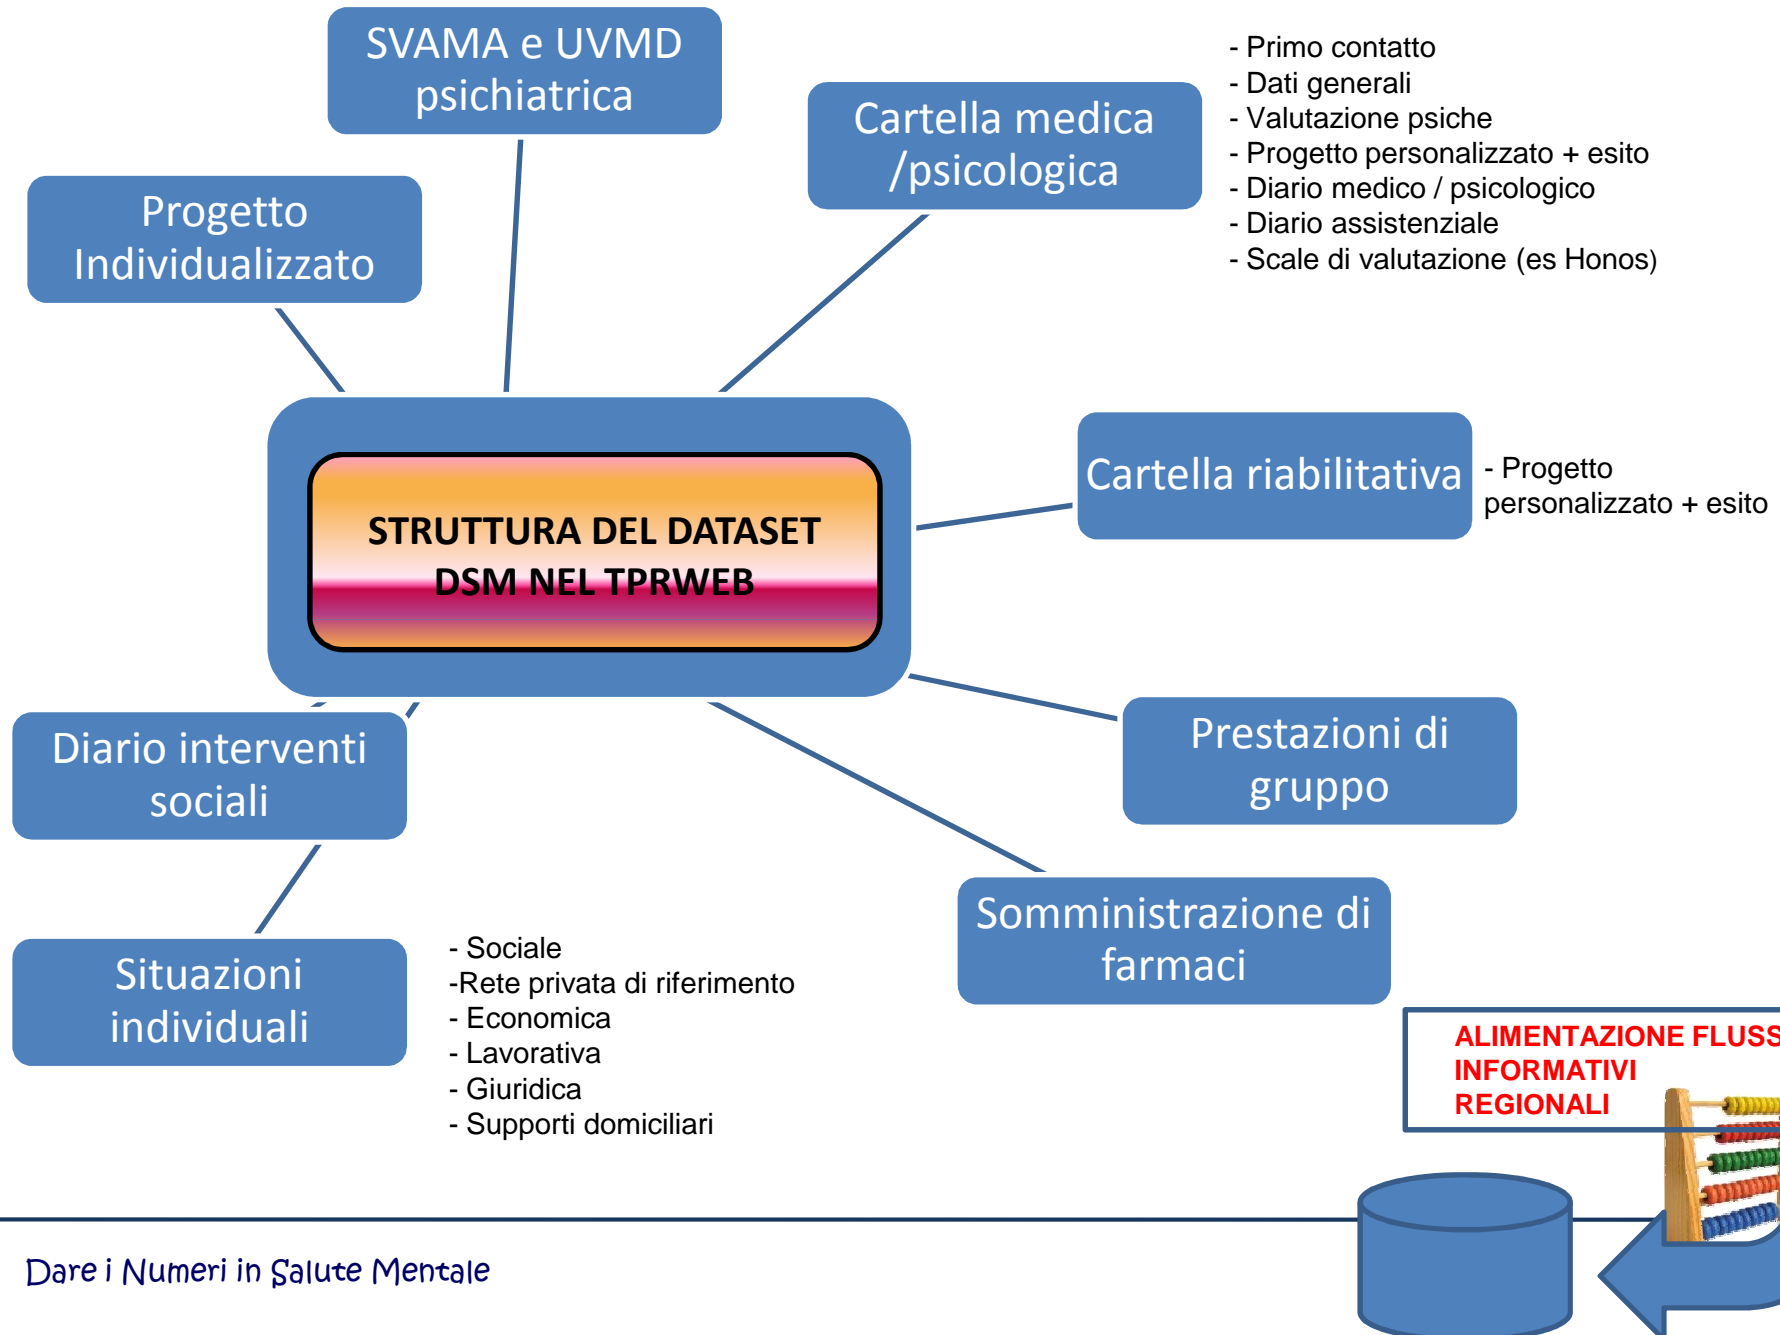 SVAMA e UVMD
psichiatrica
Cartella medica
/psicologica
- Primo contatto
- Dati generali
- Valutazione psiche
- Progetto personalizzato + esito
- Diario medico / psicologico
- Diario assistenziale
- Scale di valutazione (es Honos)
Progetto
Individualizzato
STRUTTURA DEL DATASET
DSM NEL TPRWEB
Cartella riabilitativa
- Progetto
personalizzato + esito
Diario interventi
sociali
Prestazioni di
gruppo
Somministrazione di
farmaci
Situazioni
individuali
- Sociale
-Rete privata di riferimento
- Economica
- Lavorativa
- Giuridica
- Supporti domiciliari
ALIMENTAZIONE FLUSS
INFORMATIVI
REGIONALI
Dare i Numeri in Salute Mentale